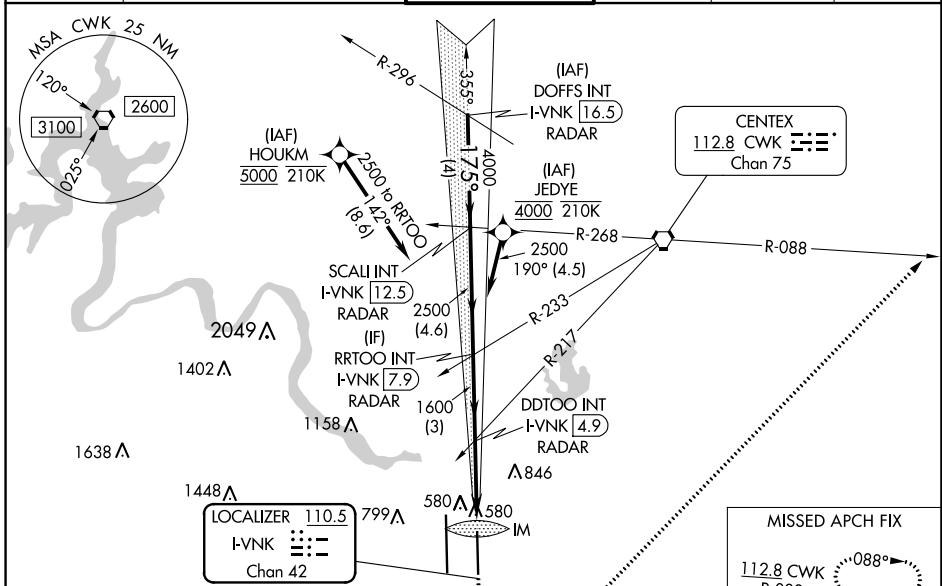 MSA CWK 25 NM
120°
2600
3100
025°
R-296
355°
(IAF)
DOFFS INT
I-VNK 16.5
RADAR
CENTEX
112.8 CWK
Chan 75
(IAF)
HOUKM
5000 210K
2500 to RRTOO
142°
(8.6)
175°
(4)
4000
(IAF)
JEDYE
4000 210K
R-268
R-088
2500
190° (4.5)
SCALI INT
I-VNK 12.5
RADAR
2500
(4.6)
R-233
R-217
(IF)
RRTOO INT
I-VNK 7.9
RADAR
2049
1402
1600
(3)
DDTOO INT
I-VNK 4.9
RADAR
1158
1638
846
1448
580
580
799
IM
LOCALIZER 110.5
I-VNK
Chan 42
MISSED APCH FIX
112.8 CWK
088°